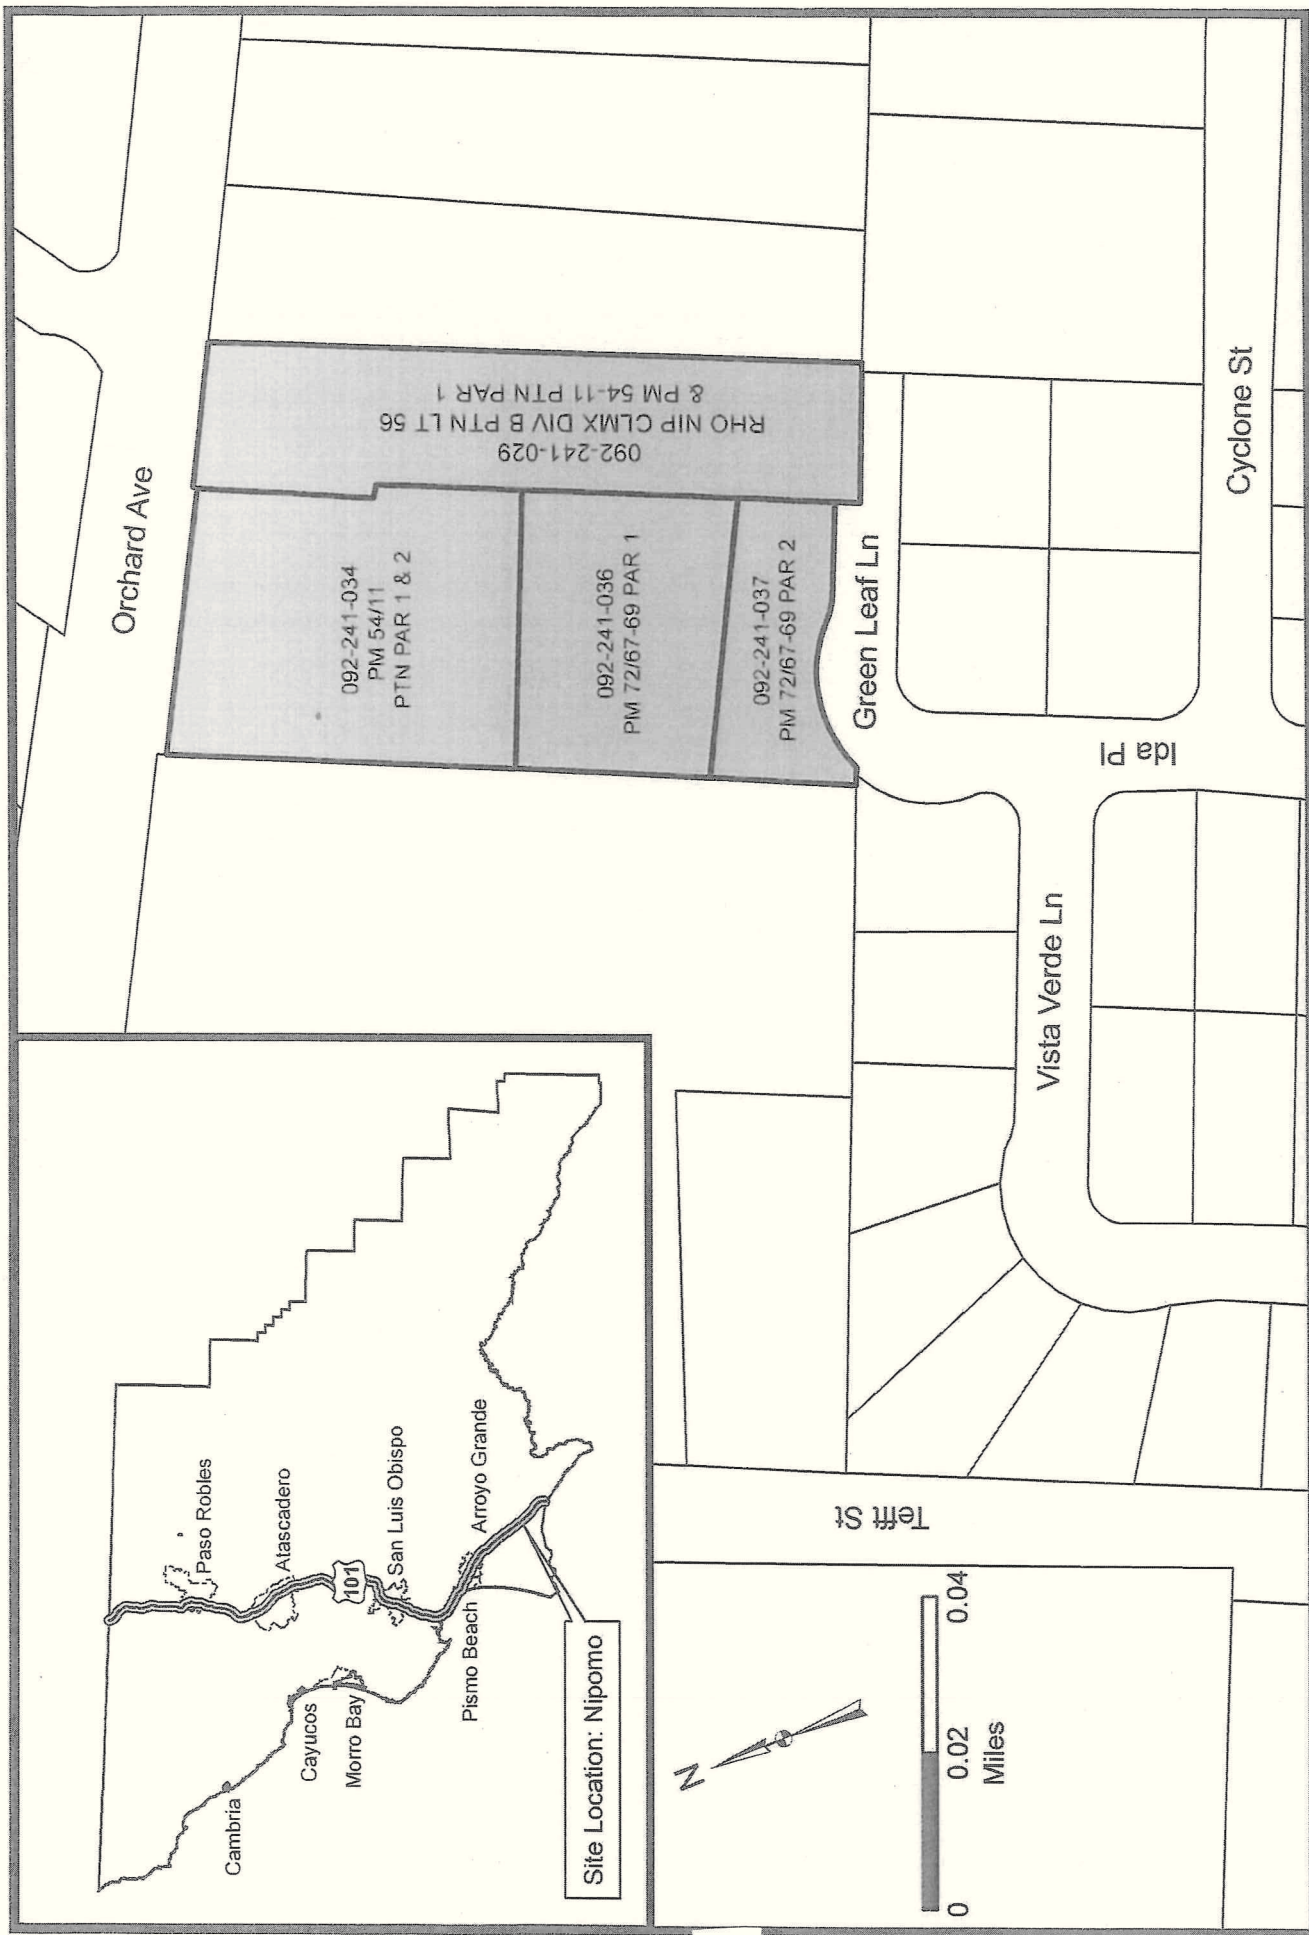 Paso Robles
Atascadero
101
San Luis Obispo
Cambria
Cayucos
Morro Bay
Pismo Beach
Arroyo Grande
Site Location: Nipomo
N
0
0.02
0.04
Miles
Orchard Ave
092-241-034
PM 54/11
PTN PAR 1 & 2
092-241-029
RHO NIP CLMX DIV B PTN LT 56
& PM 54-11 PTN PAR 1
092-241-036
PM 72/67-69 PAR 1
092-241-037
PM 72/67-69 PAR 2
Green Leaf Ln
Tefft St
Vista Verde Ln
Ida Pl
Cyclone St